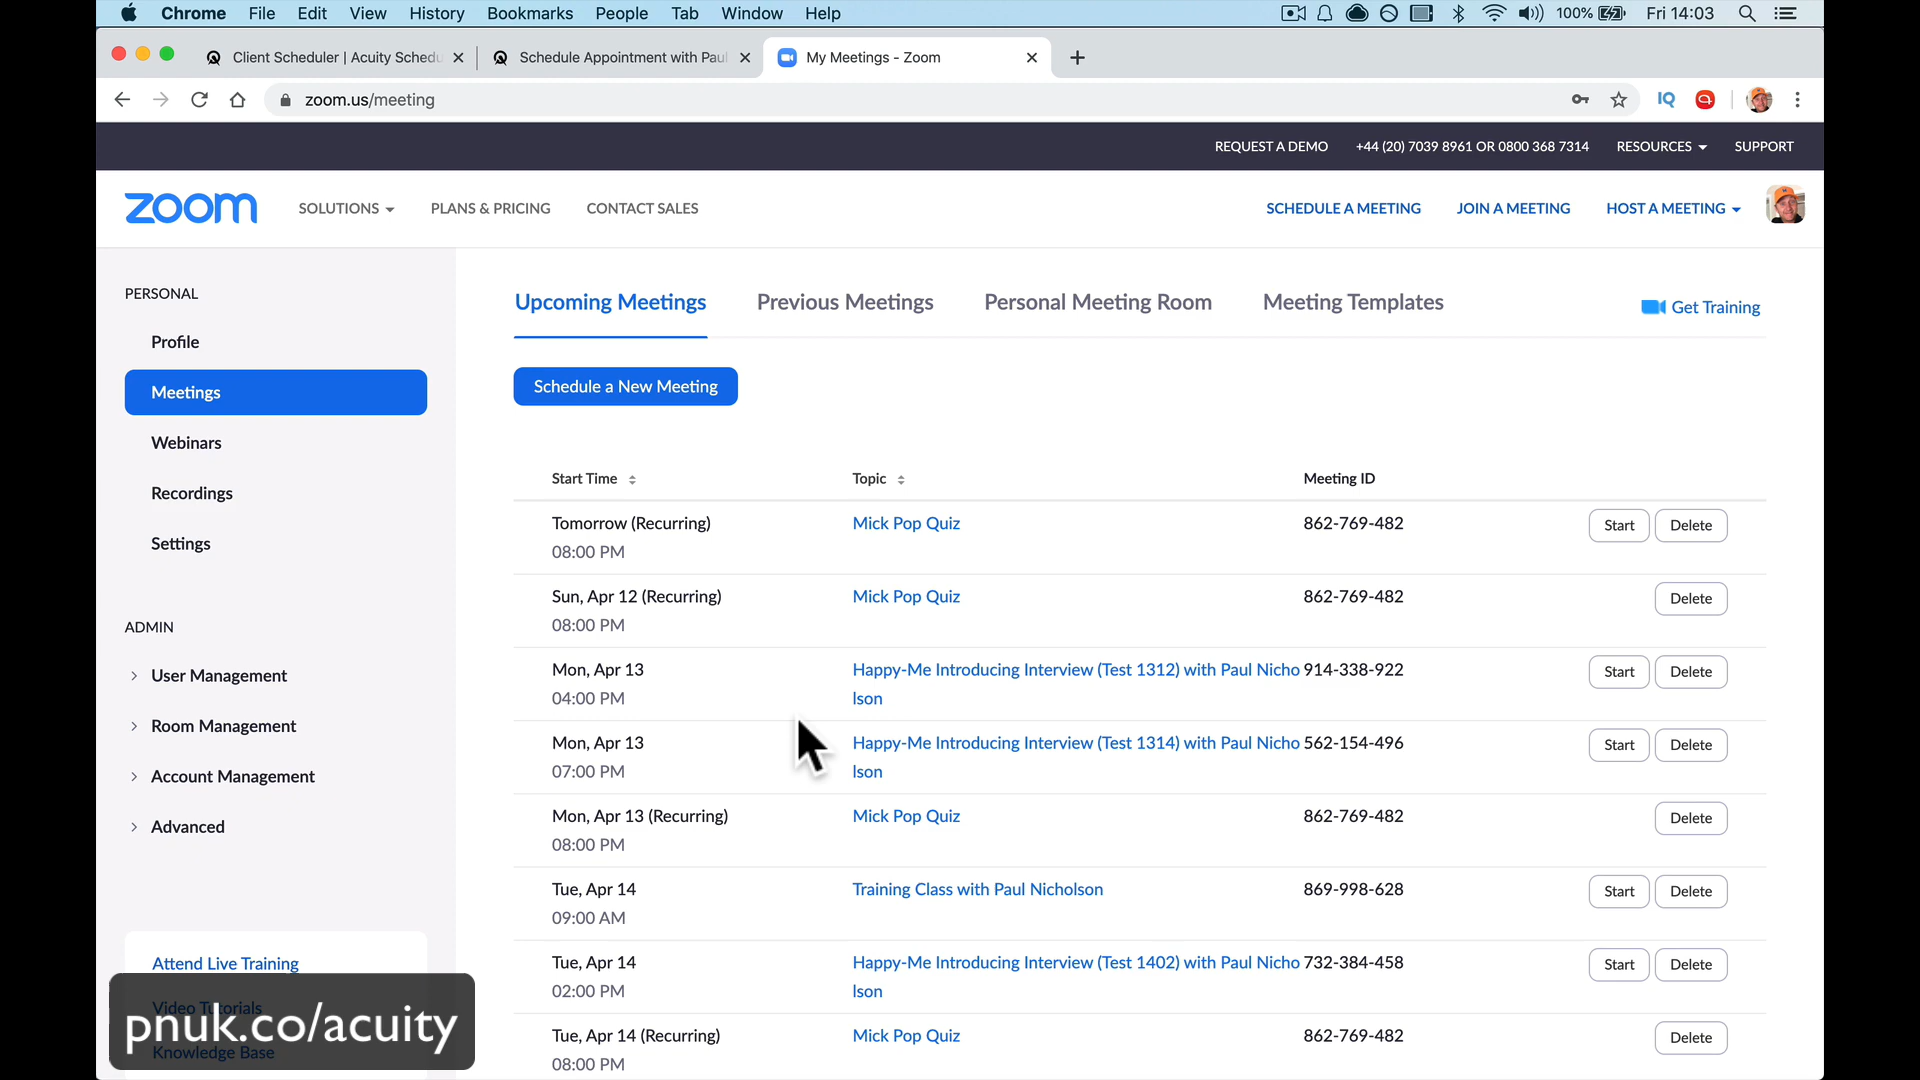 Chrome File Edit View History Bookmarks People Tab Window Help 100% Fri 14:03
Client Scheduler | Acuity Schedu Schedule Appointment with Paul My Meetings - Zoom
zoom.us/meeting IQ
REQUEST A DEMO +44 (20) 7039 8961 OR 0800 368 7314 RESOURCES SUPPORT
zoom SOLUTIONS PLANS & PRICING CONTACT SALES SCHEDULE A MEETING JOIN A MEETING HOST A MEETING
PERSONAL
Profile
Meetings
Webinars
Recordings
Settings
ADMIN
User Management
Room Management
Account Management
Advanced
Attend Live Training
Video Tutorials
Knowledge Base
pnuk.co/acuity
Upcoming Meetings Previous Meetings Personal Meeting Room Meeting Templates Get Training
Schedule a New Meeting
Start Time Topic Meeting ID
Tomorrow (Recurring) Mick Pop Quiz 862-769-482 Start Delete
08:00 PM
Sun, Apr 12 (Recurring) Mick Pop Quiz 862-769-482 Delete
08:00 PM
Mon, Apr 13 Happy-Me Introducing Interview (Test 1312) with Paul Nicho 914-338-922 Start Delete
04:00 PM lson
Mon, Apr 13 Happy-Me Introducing Interview (Test 1314) with Paul Nicho 562-154-496 Start Delete
07:00 PM lson
Mon, Apr 13 (Recurring) Mick Pop Quiz 862-769-482 Delete
08:00 PM
Tue, Apr 14 Training Class with Paul Nicholson 869-998-628 Start Delete
09:00 AM
Tue, Apr 14 Happy-Me Introducing Interview (Test 1402) with Paul Nicho 732-384-458 Start Delete
02:00 PM lson
Tue, Apr 14 (Recurring) Mick Pop Quiz 862-769-482 Delete
08:00 PM